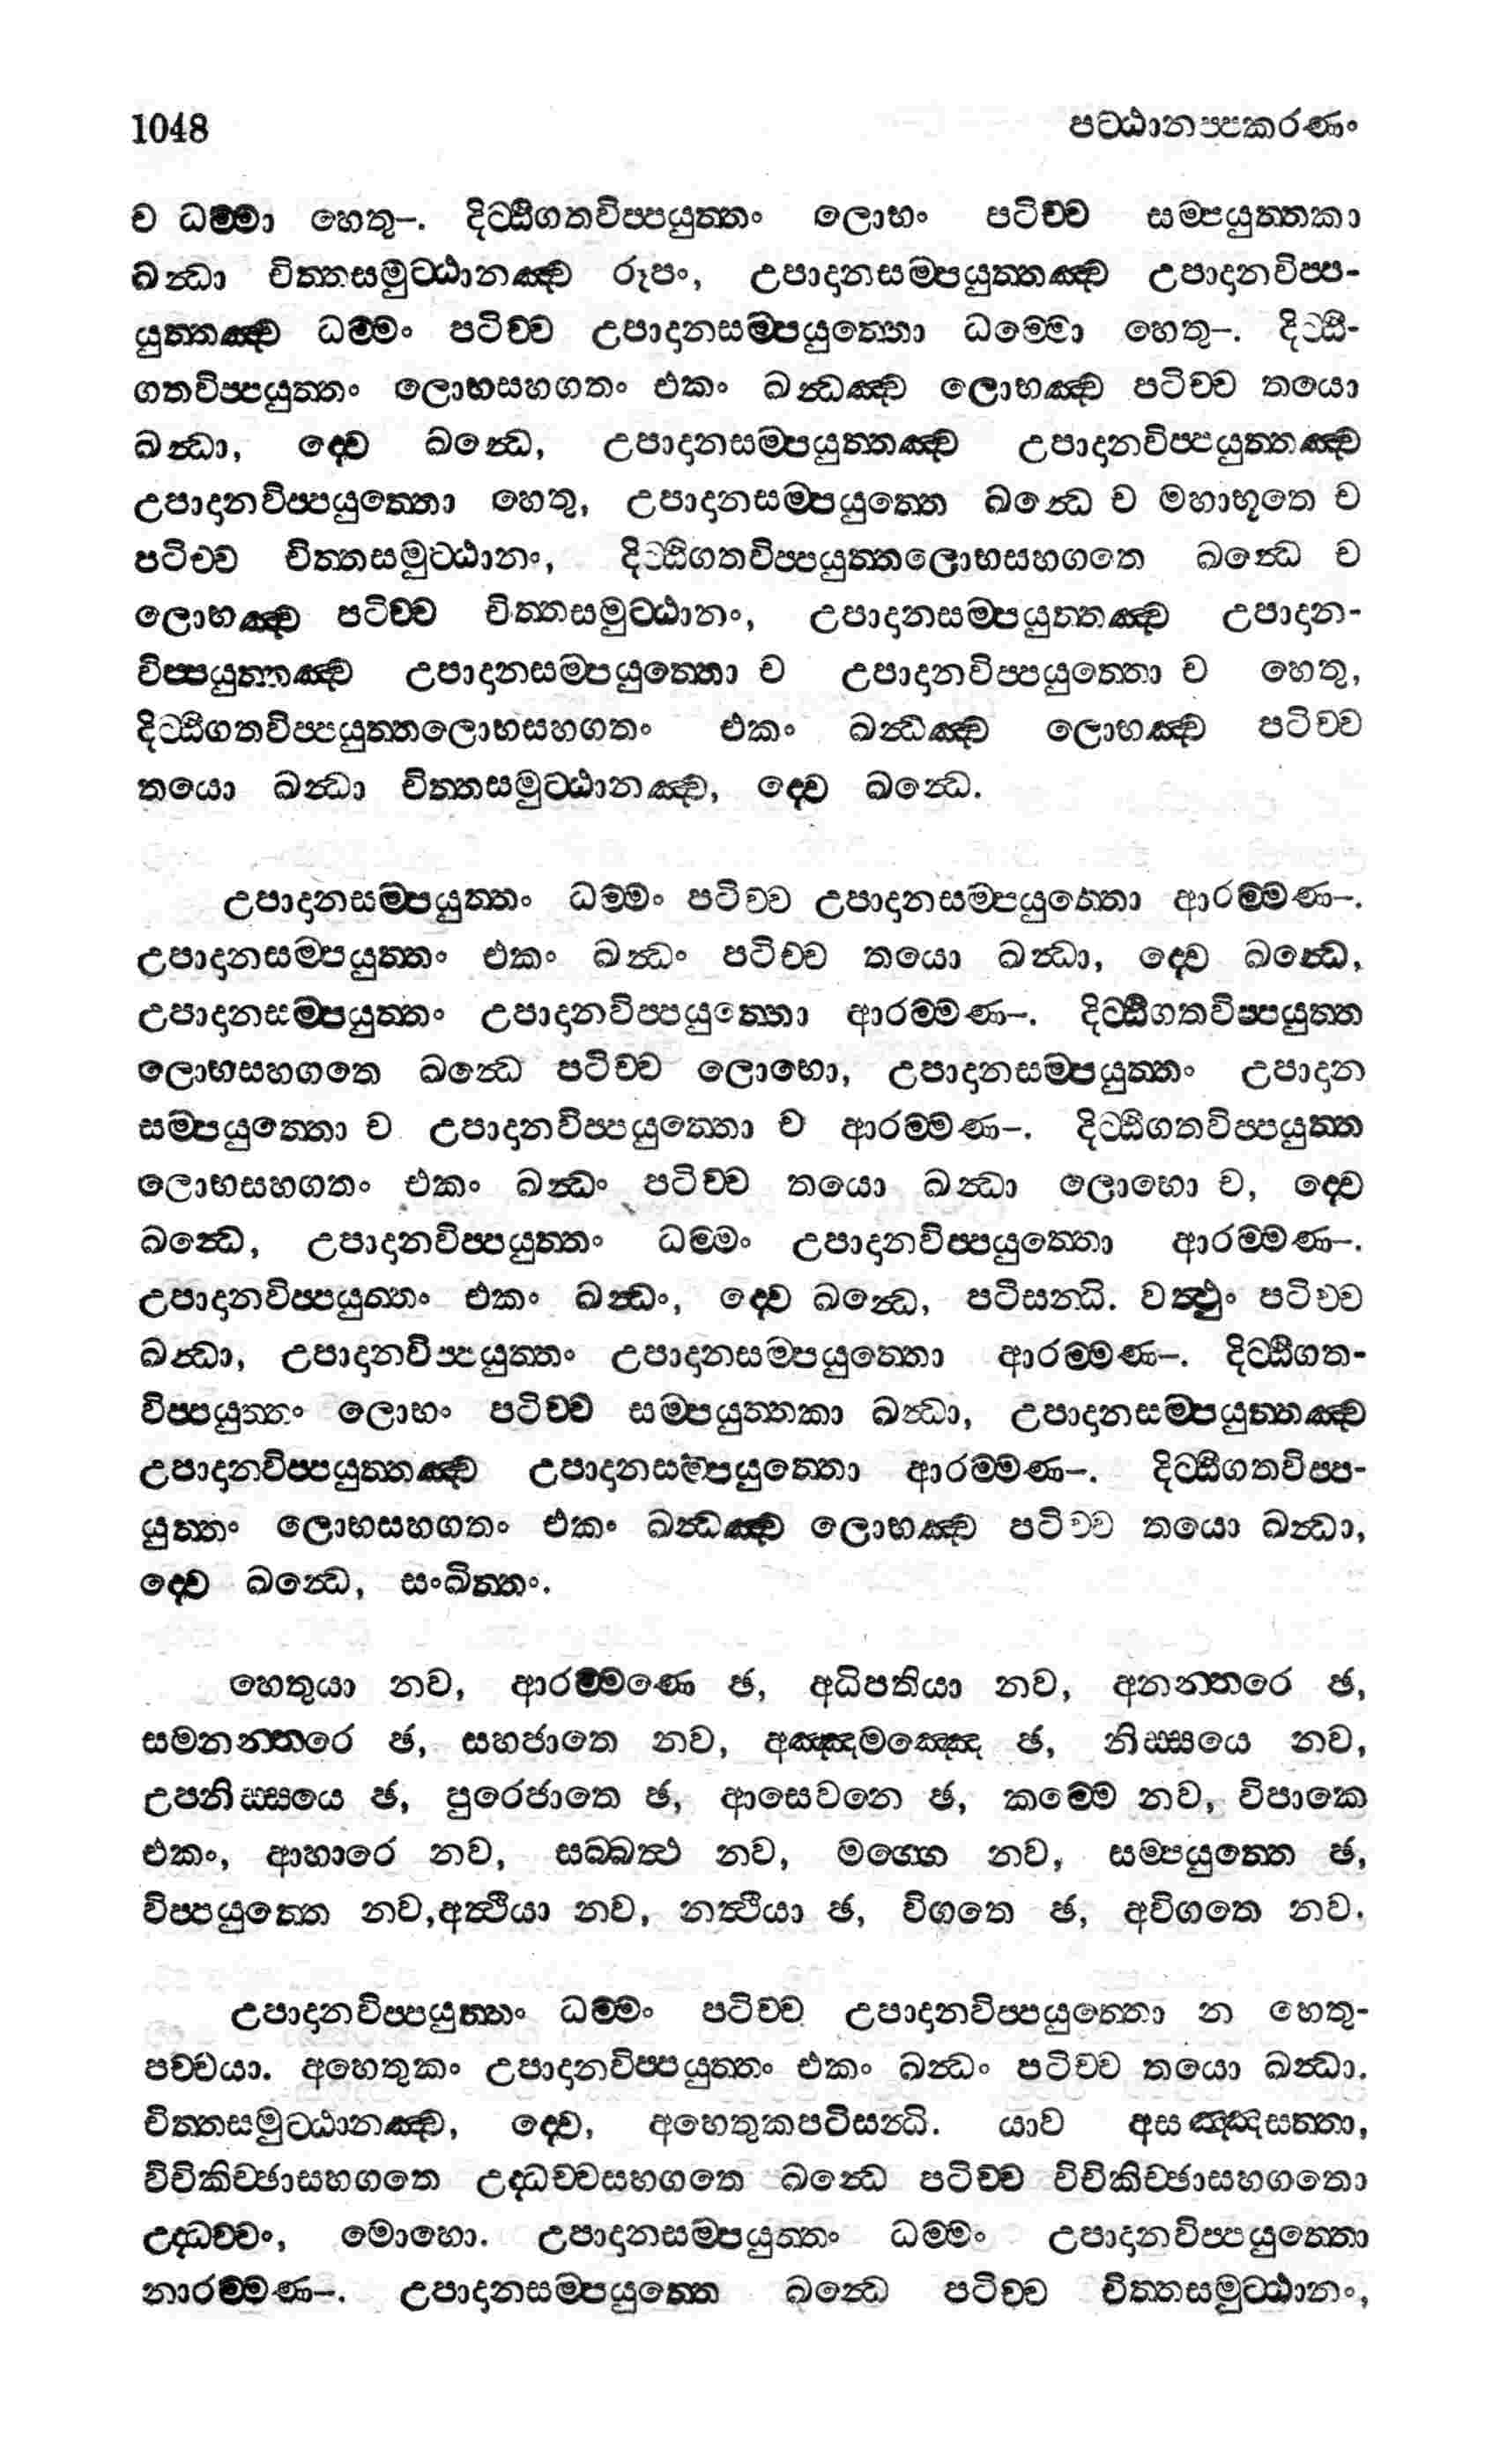 1048 පට්ඨානප්පකරණං
ච ධම්මා හෙතු–. දිට්ඨිගතවිප්පයුත්තං ලොභං පටිච්ච සම්පයුත්තකා
ඛන්ධා චිත්තසමුට්ඨානඤ්ච රූපං, උපාදානසම්පයුත්තඤ්ච උපාදානවිප්ප-
යුත්තඤ්ච ධම්මං පටිච්ච උපාදානසම්පයුත්තො ධම්මො හෙතු–. දිට්ඨි-
ගතවිප්පයුත්තං ලොභසහගතං එකං ඛන්ධඤ්ච ලොභඤ්ච පටිච්ච තයො
ඛන්ධා, ද්වෙ ඛන්ධෙ, උපාදානසම්පයුත්තඤ්ච උපාදානවිප්පයුත්තඤ්ච
උපාදානවිප්පයුත්තො හෙතු, උපාදානසම්පයුත්තෙ ඛන්ධෙ ච මහාභූතෙ ච
පටිච්ච චිත්තසමුට්ඨානං, දිට්ඨිගතවිප්පයුත්තලොභසහගතෙ ඛන්ධෙ ච
ලොභඤ්ච පටිච්ච චිත්තසමුට්ඨානං, උපාදානසම්පයුත්තඤ්ච උපාදාන-
විප්පයුත්තඤ්ච උපාදානසම්පයුත්තො ච උපාදානවිප්පයුත්තො ච හෙතු,
දිට්ඨිගතවිප්පයුත්තලොභසහගතං එකං ඛන්ධඤ්ච ලොභඤ්ච පටිච්ච
තයො ඛන්ධා චිත්තසමුට්ඨානඤ්ච, ද්වෙ ඛන්ධෙ.
උපාදානසම්පයුත්තං ධම්මං පටිච්ච උපාදානසම්පයුත්තො ආරම්මණ–.
උපාදානසම්පයුත්තං එකං ඛන්ධං පටිච්ච තයො ඛන්ධා, ද්වෙ ඛන්ධෙ,
උපාදානසම්පයුත්තං උපාදානවිප්පයුත්තො ආරම්මණ–. දිට්ඨිගතවිප්පයුත්ත
ලොභසහගතෙ ඛන්ධෙ පටිච්ච ලොභො, උපාදානසම්පයුත්තං උපාදාන
සම්පයුත්තො ච උපාදානවිප්පයුත්තො ච ආරම්මණ–. දිට්ඨිගතවිප්පයුත්ත
ලොභසහගතං එකං ඛන්ධං පටිච්ච තයො ඛන්ධා ලොභො ච, ද්වෙ
ඛන්ධෙ, උපාදානවිප්පයුත්තං ධම්මං උපාදානවිප්පයුත්තො ආරම්මණ–.
උපාදානවිප්පයුත්තං එකං ඛන්ධං, ද්වෙ ඛන්ධෙ, පටිසන්ධි. වත්ථුං පටිච්ච
ඛන්ධා, උපාදානවිප්පයුත්තං උපාදානසම්පයුත්තො ආරම්මණ–. දිට්ඨිගත-
විප්පයුත්තං ලොභං පටිච්ච සම්පයුත්තකා ඛන්ධා, උපාදානසම්පයුත්තඤ්ච
උපාදානවිප්පයුත්තඤ්ච උපාදානසම්පයුත්තො ආරම්මණ–. දිට්ඨිගතවිප්ප-
යුත්තං ලොභසහගතං එකං ඛන්ධඤ්ච ලොභඤ්ච පටිච්ච තයො ඛන්ධා,
ද්වෙ ඛන්ධෙ, සංඛිත්තං.
හෙතුයා නව, ආරම්මණෙ ඡ, අධිපතියා නව, අනන්තරෙ ඡ,
සමනන්තරෙ ඡ, සහජාතෙ නව, අඤ්ඤමඤ්ඤෙ ඡ, නිස්සයෙ නව,
උපනිස්සයෙ ඡ, පුරෙජාතෙ ඡ, ආසෙවනෙ ඡ, කම්මෙ නව, විපාකෙ
එකං, ආහාරෙ නව, සබ්බත්ථ නව, මග්ගෙ නව, සම්පයුත්තෙ ඡ,
විප්පයුත්තෙ නව,අත්ථියා නව, නත්ථියා ඡ, විගතෙ ඡ, අවිගතෙ නව.
උපාදානවිප්පයුත්තං ධම්මං පටිච්ච උපාදානවිප්පයුත්තො න හෙතු-
පච්චයා. අහෙතුකං උපාදානවිප්පයුත්තං එකං ඛන්ධං පටිච්ච තයො ඛන්ධා.
චිත්තසමුට්ඨානඤ්ච, ද්වෙ, අහෙතුකපටිසන්ධි. යාව අසඤ්ඤසත්තා,
විචිකිච්ඡාසහගතෙ උද්ධච්චසහගතෙ ඛන්ධෙ පටිච්ච විචිකිච්ඡාසහගතො
උද්ධච්චං, මොහො. උපාදානසම්පයුත්තං ධම්මං උපාදානවිප්පයුත්තො
නාරම්මණ–. උපාදානසම්පයුත්තෙ ඛන්ධෙ පටිච්ච චිත්තසමුට්ඨානං,